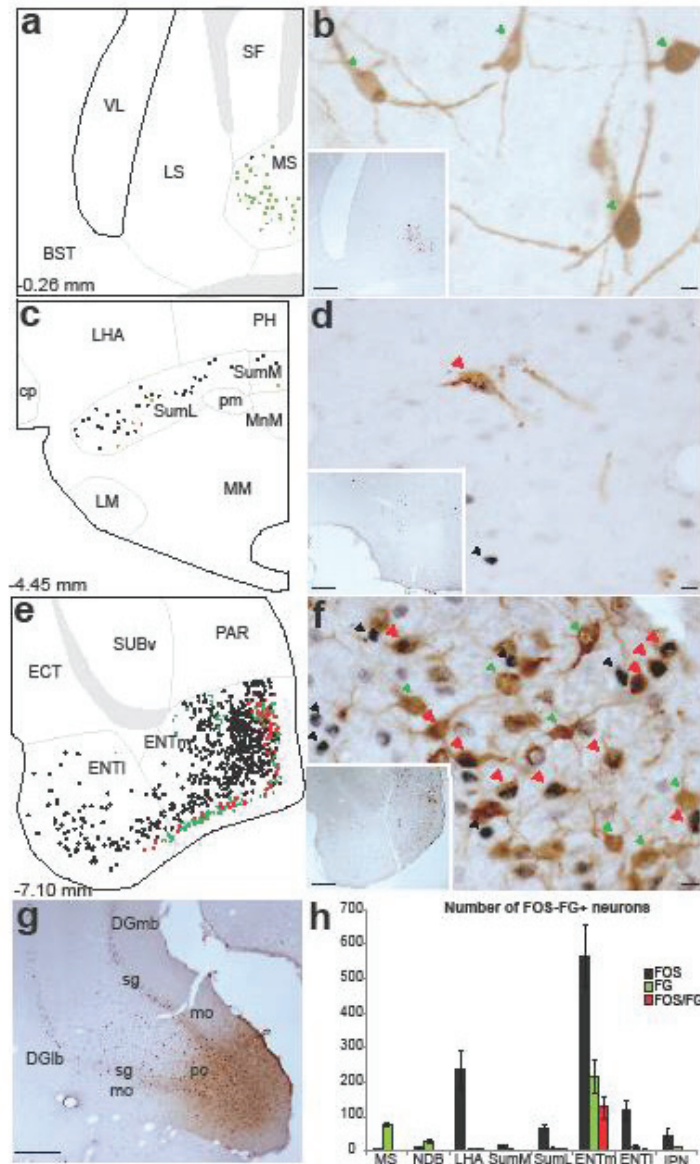 a
SF
VL
MS
LS
BST
-0.26 mm
b
c
LHA
PH
cp
SumM
SumL
pm
MnM
LM
MM
-4.45 mm
d
e
SUBv
PAR
ECT
ENTm
ENTl
-7.10 mm
f
g
DGmb
sg
mo
DGlb
sg
po
mo
h
Number of FOS-FG+ neurons
700
600
500
400
300
200
100
0
FOS
FG
FOS/FG
MS NDB LHA SumM SumL ENTm ENTl IPN